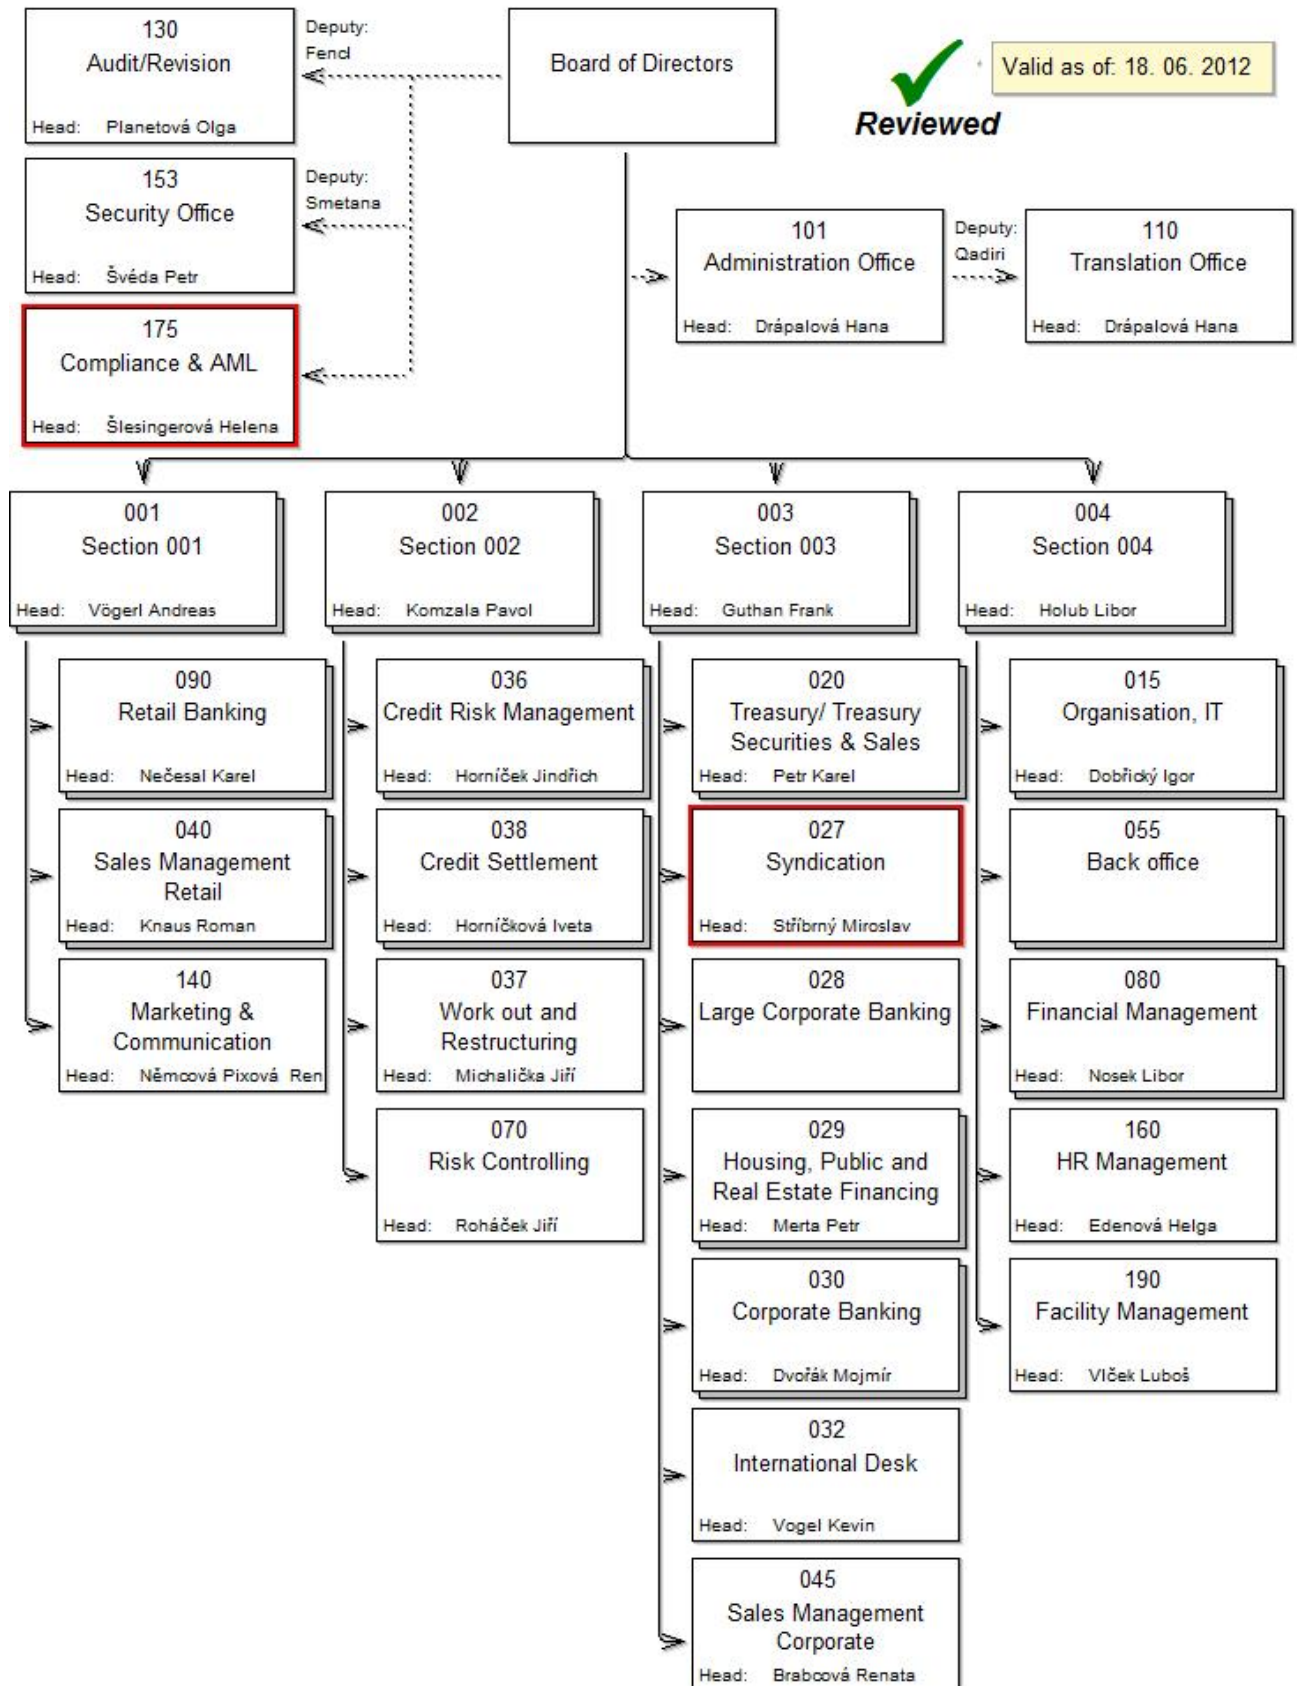 130
Audit/Revision
Head: Planetová Olga
Deputy:
Fencl
Board of Directors
Reviewed
Valid as of: 18. 06. 2012
153
Security Office
Head: Švéda Petr
Deputy:
Smetana
175
Compliance & AML
Head: Šlesingerová Helena
101
Administration Office
Head: Drápalová Hana
Deputy:
Qadiri
110
Translation Office
Head: Drápalová Hana
001
Section 001
Head: Vögerl Andreas
002
Section 002
Head: Komzala Pavol
003
Section 003
Head: Guthan Frank
004
Section 004
Head: Holub Libor
090
Retail Banking
Head: Nečesal Karel
040
Sales Management
Retail
Head: Knaus Roman
140
Marketing &
Communication
Head: Němcová Pixová Ren
036
Credit Risk Management
Head: Horníček Jindřich
038
Credit Settlement
Head: Horníčková Iveta
037
Work out and
Restructuring
Head: Michalička Jiří
070
Risk Controlling
Head: Roháček Jiří
020
Treasury/ Treasury
Securities & Sales
Head: Petr Karel
027
Syndication
Head: Stříbrný Miroslav
028
Large Corporate Banking
029
Housing, Public and
Real Estate Financing
Head: Merta Petr
030
Corporate Banking
Head: Dvořák Mojmír
032
International Desk
Head: Vogel Kevin
045
Sales Management
Corporate
Head: Brabcová Renata
015
Organisation, IT
Head: Dobřický Igor
055
Back office
080
Financial Management
Head: Nosek Libor
160
HR Management
Head: Edenová Helga
190
Facility Management
Head: Vlček Luboš